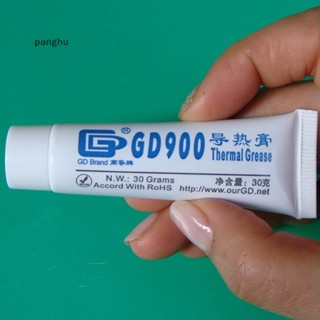 panghu
GD ® GD900 导热膏
Thermal Grease
GD Brand 高导牌
N.W.: 30 Grams 净含量: 30克
Accord With RoHS http://www.ourGD.net